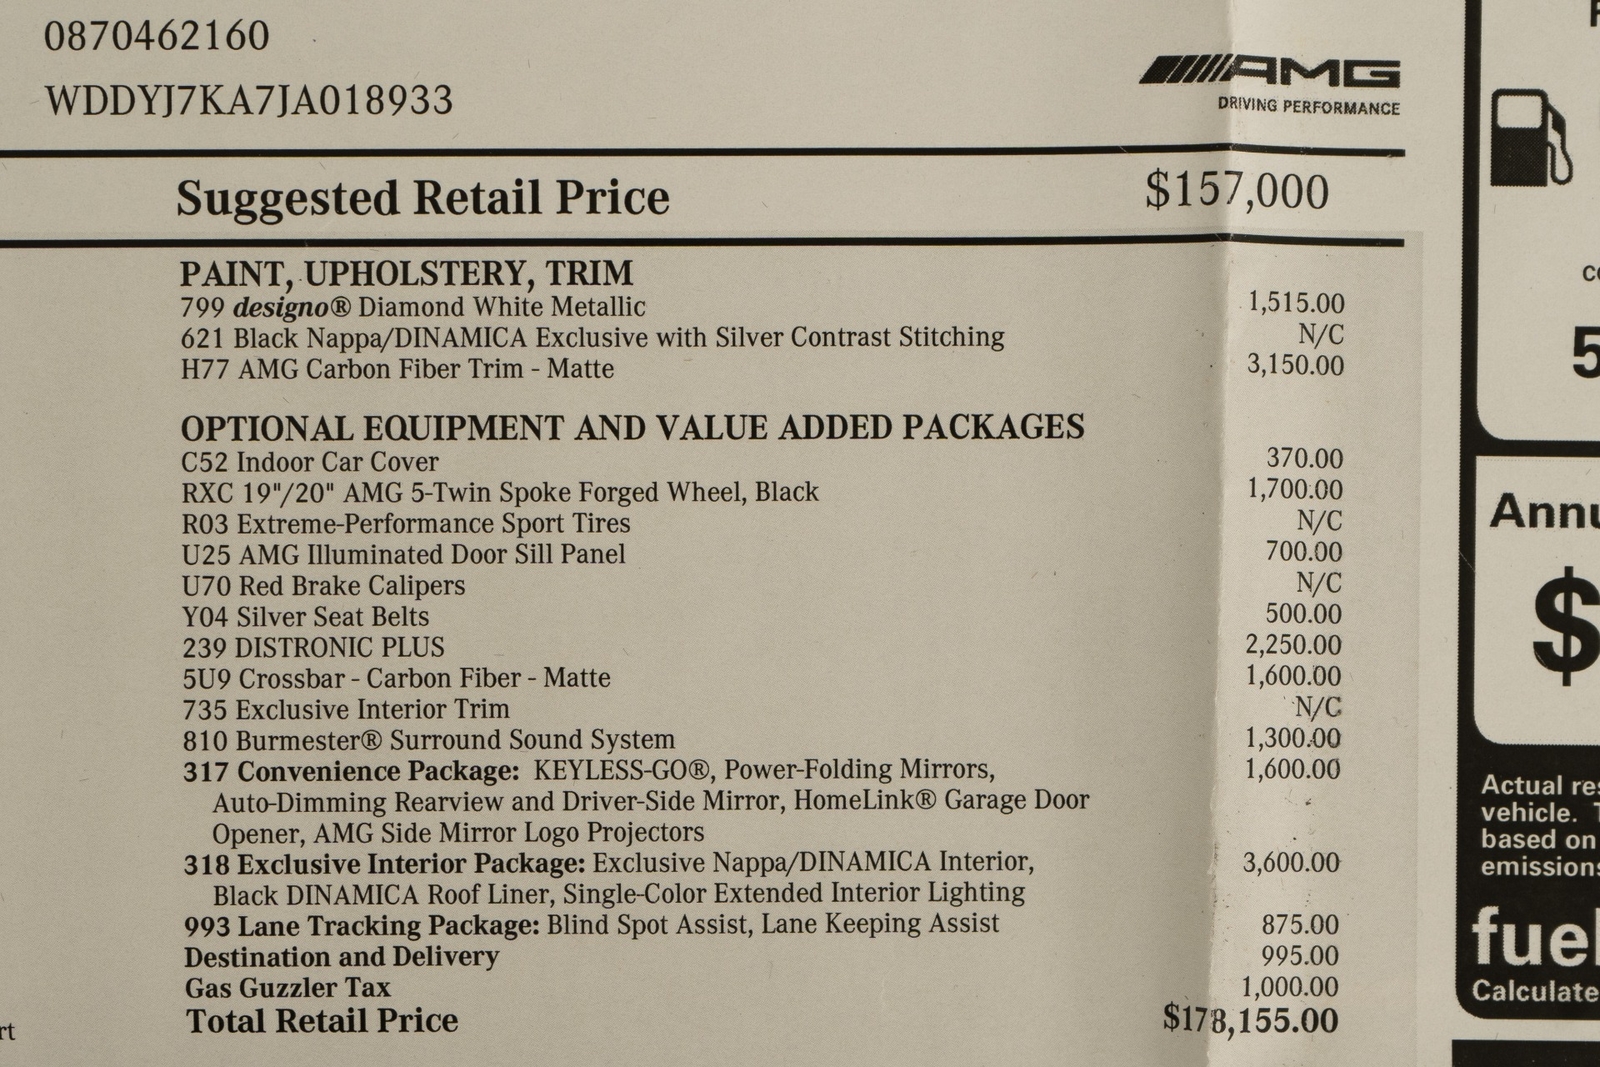 0870462160
WDDYJ7KA7JA018933
AMG
DRIVING PERFORMANCE
Suggested Retail Price $157,000
PAINT, UPHOLSTERY, TRIM
799 designo® Diamond White Metallic 1,515.00
621 Black Nappa/DINAMICA Exclusive with Silver Contrast Stitching N/C
H77 AMG Carbon Fiber Trim - Matte 3,150.00
OPTIONAL EQUIPMENT AND VALUE ADDED PACKAGES
C52 Indoor Car Cover 370.00
RXC 19"/20" AMG 5-Twin Spoke Forged Wheel, Black 1,700.00
R03 Extreme-Performance Sport Tires N/C
U25 AMG Illuminated Door Sill Panel 700.00
U70 Red Brake Calipers N/C
Y04 Silver Seat Belts 500.00
239 DISTRONIC PLUS 2,250.00
5U9 Crossbar - Carbon Fiber - Matte 1,600.00
735 Exclusive Interior Trim N/C
810 Burmester® Surround Sound System 1,300.00
317 Convenience Package: KEYLESS-GO®, Power-Folding Mirrors, 1,600.00
Auto-Dimming Rearview and Driver-Side Mirror, HomeLink® Garage Door
Opener, AMG Side Mirror Logo Projectors
318 Exclusive Interior Package: Exclusive Nappa/DINAMICA Interior, 3,600.00
Black DINAMICA Roof Liner, Single-Color Extended Interior Lighting
993 Lane Tracking Package: Blind Spot Assist, Lane Keeping Assist 875.00
Destination and Delivery 995.00
Gas Guzzler Tax 1,000.00
Total Retail Price $178,155.00
rt
5
Annu
$
Actual res
vehicle.
based on
emissions
fuel
Calculate